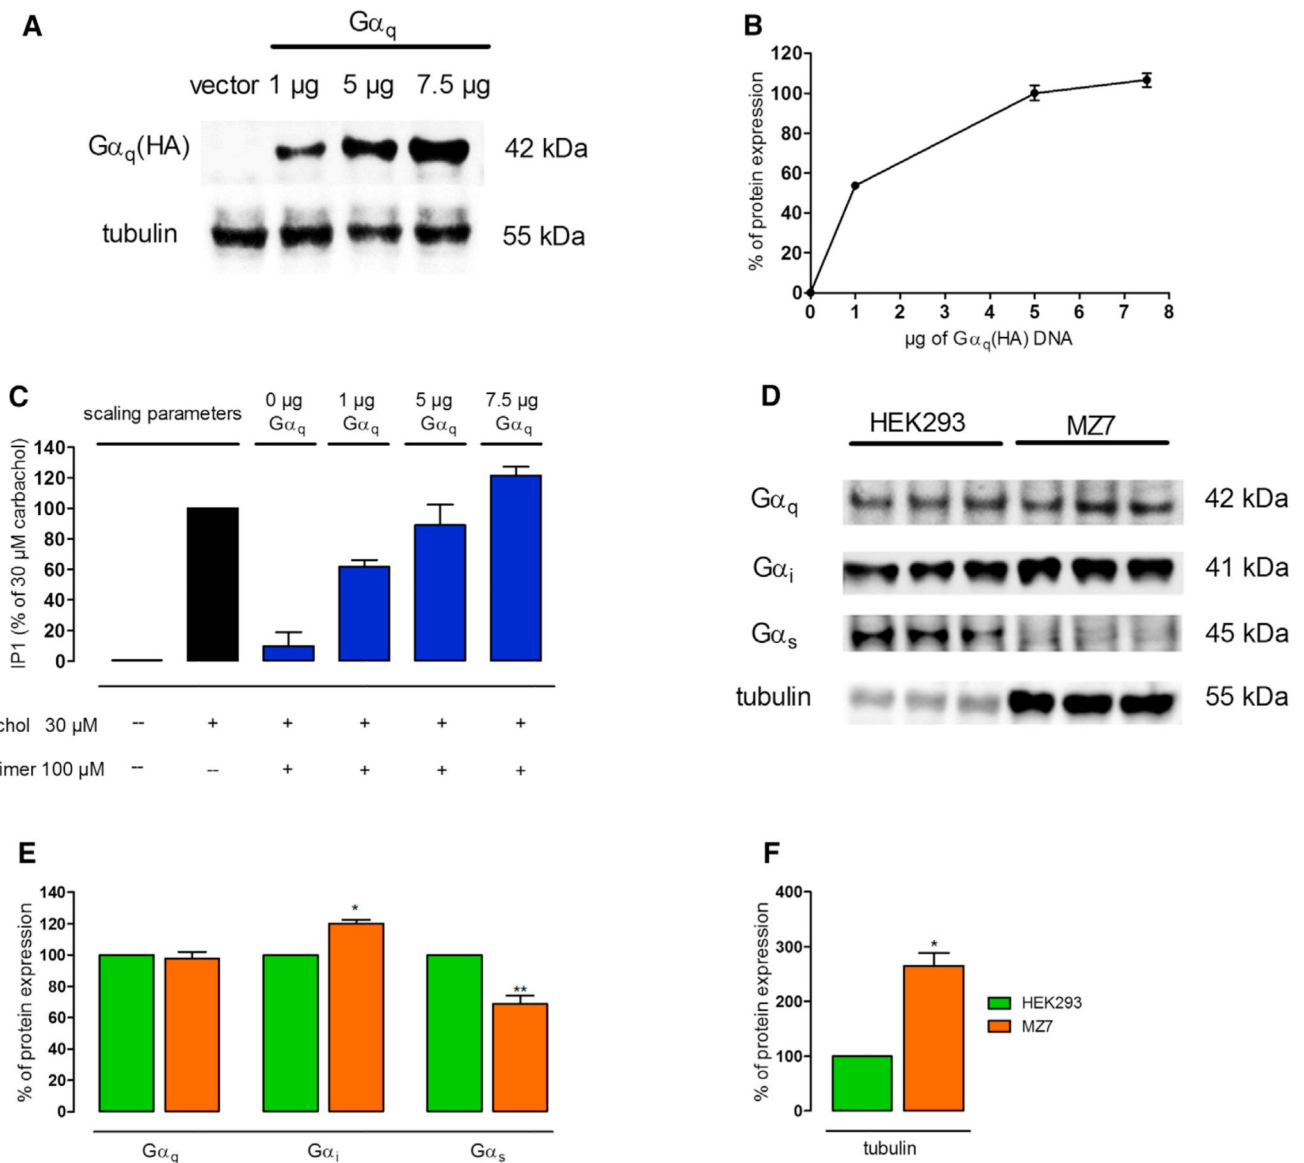 A
Gαq
vector 1 µg 5 µg 7.5 µg
Gαq(HA) 42 kDa
tubulin 55 kDa
B
% of protein expression
120
100
80
60
40
20
0
0 1 2 3 4 5 6 7 8
µg of Gαq(HA) DNA
C
scaling parameters
0 µg 1 µg 5 µg 7.5 µg
Gαq Gαq Gαq Gαq
IP1 (% of 30 µM carbachol)
140
120
100
80
60
40
20
0
chol 30 µM -- + + + + +
imer 100 µM -- -- + + + +
D
HEK293 MZ7
Gαq 42 kDa
Gαi 41 kDa
Gαs 45 kDa
tubulin 55 kDa
E
% of protein expression
140
120
100
80
60
40
20
0
* **
Gαq Gαi Gαs
F
% of protein expression
400
300
200
100
0
*
tubulin
HEK293
MZ7